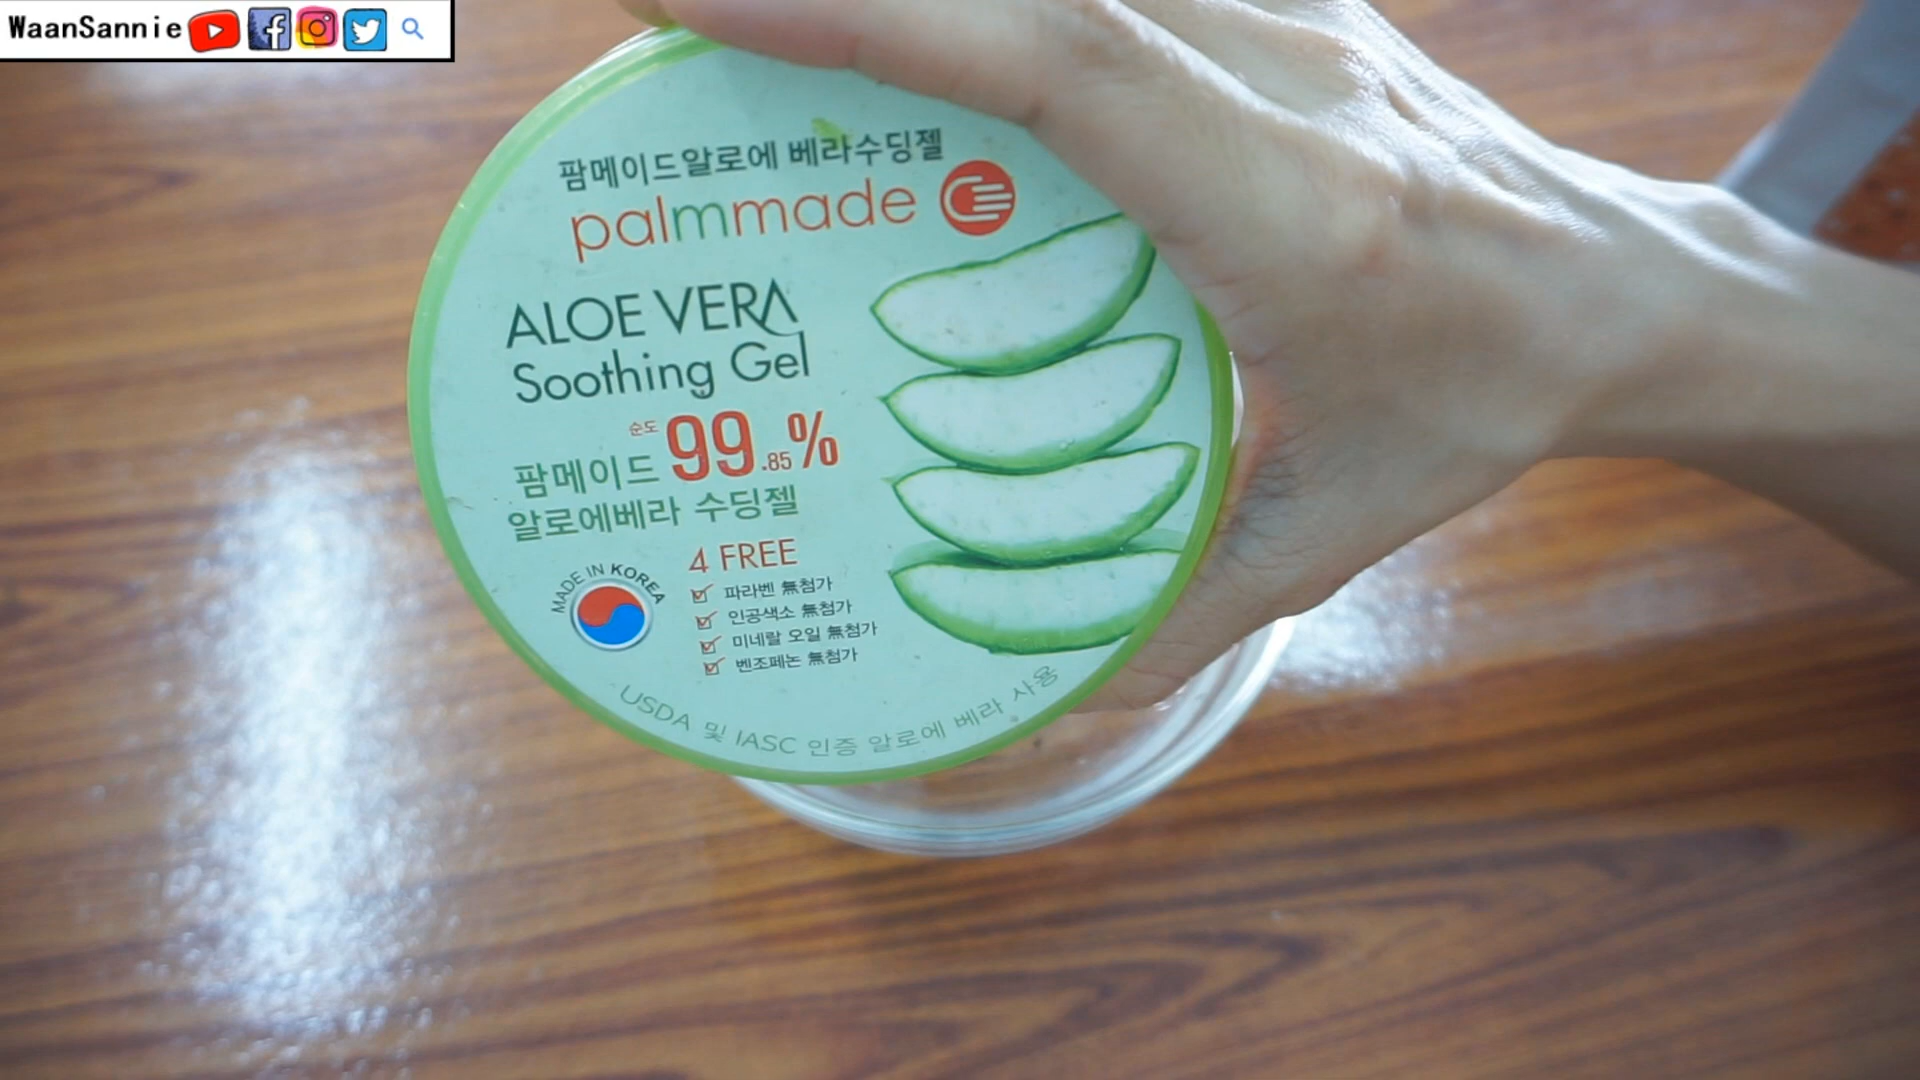 WaanSannie
팜메이드알로에 베라수딩젤
palmmade
ALOE VERA
Soothing Gel
순도 99.85%
팜메이드
알로에베라 수딩젤
4 FREE
파라벤 無첨가
인공색소 無첨가
미네랄 오일 無첨가
벤조페논 無첨가
MADE IN KOREA
USDA 및 IASC 인증 알로에 베라 사용